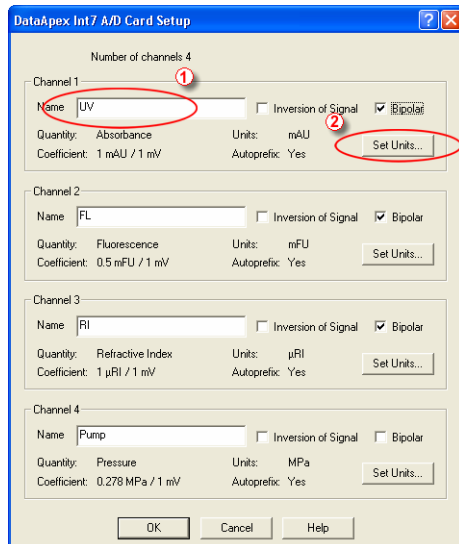 DataApex Int7 A/D Card Setup
Number of channels 4
1
Channel 1
Name UV Inversion of Signal Bipolar
2
Quantity: Absorbance Units: mAU
Set Units...
Coefficient: 1 mAU / 1 mV Autoprefix: Yes
Channel 2
Name FL Inversion of Signal Bipolar
Quantity: Fluorescence Units: mFU
Set Units...
Coefficient: 0.5 mFU / 1 mV Autoprefix: Yes
Channel 3
Name RI Inversion of Signal Bipolar
Quantity: Refractive Index Units: µRI
Set Units...
Coefficient: 1 µRI / 1 mV Autoprefix: Yes
Channel 4
Name Pump Inversion of Signal Bipolar
Quantity: Pressure Units: MPa
Set Units...
Coefficient: 0.278 MPa / 1 mV Autoprefix: Yes
OK Cancel Help